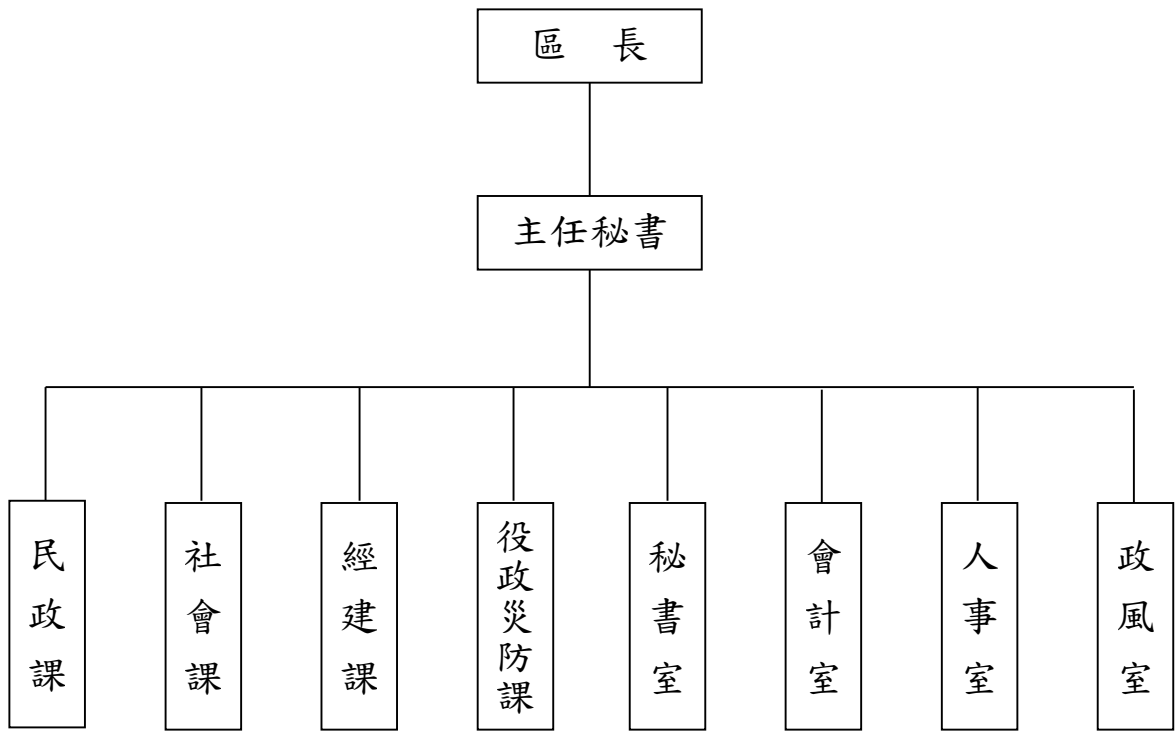 區 長
主任秘書
民政課
社會課
經建課
役政災防課
秘書室
會計室
人事室
政風室